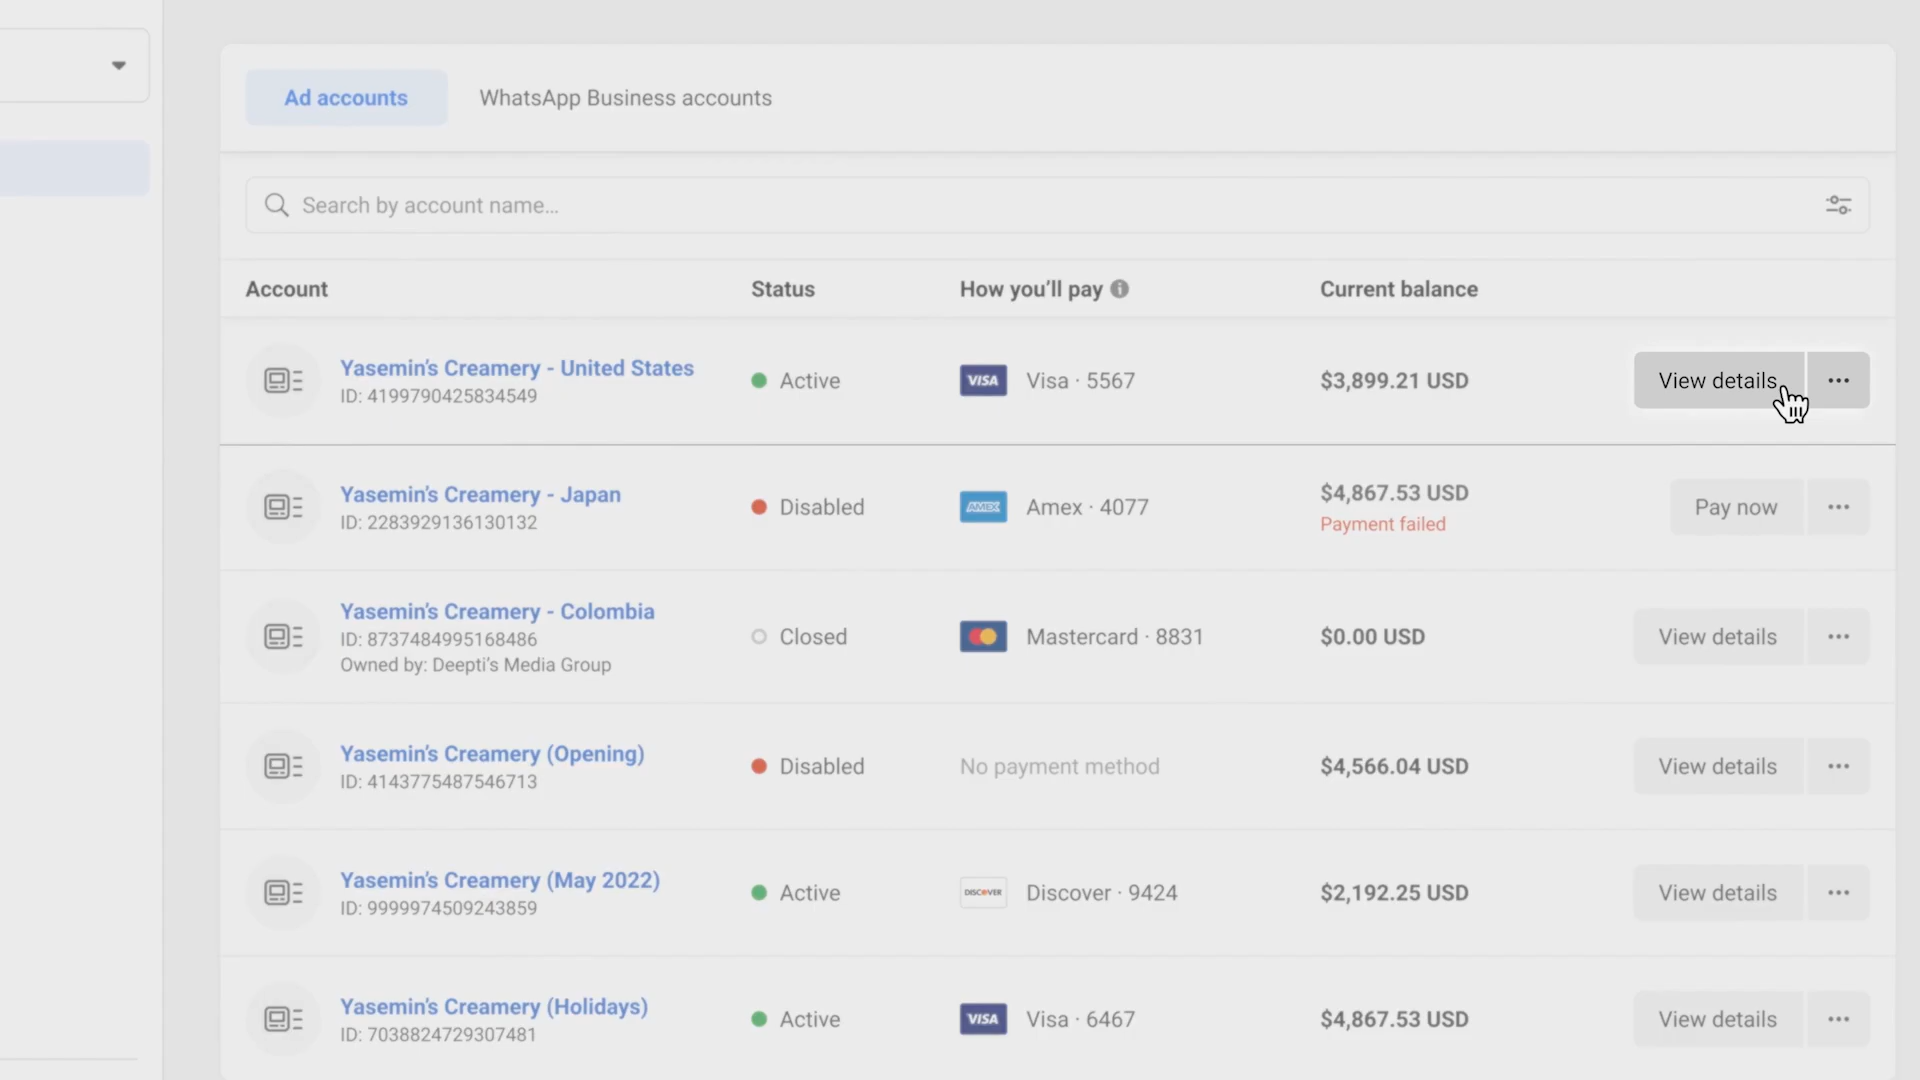 Ad accounts
WhatsApp Business accounts
Search by account name...
Account
Status
How you’ll pay
Current balance
Yasemin’s Creamery - United States
ID: 4199790425834549
Active
VISA
Visa · 5567
$3,899.21 USD
View details
Yasemin’s Creamery - Japan
ID: 2283929136130132
Disabled
AMEX
Amex · 4077
$4,867.53 USD
Payment failed
Pay now
Yasemin’s Creamery - Colombia
ID: 8737484995168486
Owned by: Deepti’s Media Group
Closed
Mastercard · 8831
$0.00 USD
View details
Yasemin’s Creamery (Opening)
ID: 4143775487546713
Disabled
No payment method
$4,566.04 USD
View details
Yasemin’s Creamery (May 2022)
ID: 9999974509243859
Active
DISCOVER
Discover · 9424
$2,192.25 USD
View details
Yasemin’s Creamery (Holidays)
ID: 7038824729307481
Active
VISA
Visa · 6467
$4,867.53 USD
View details